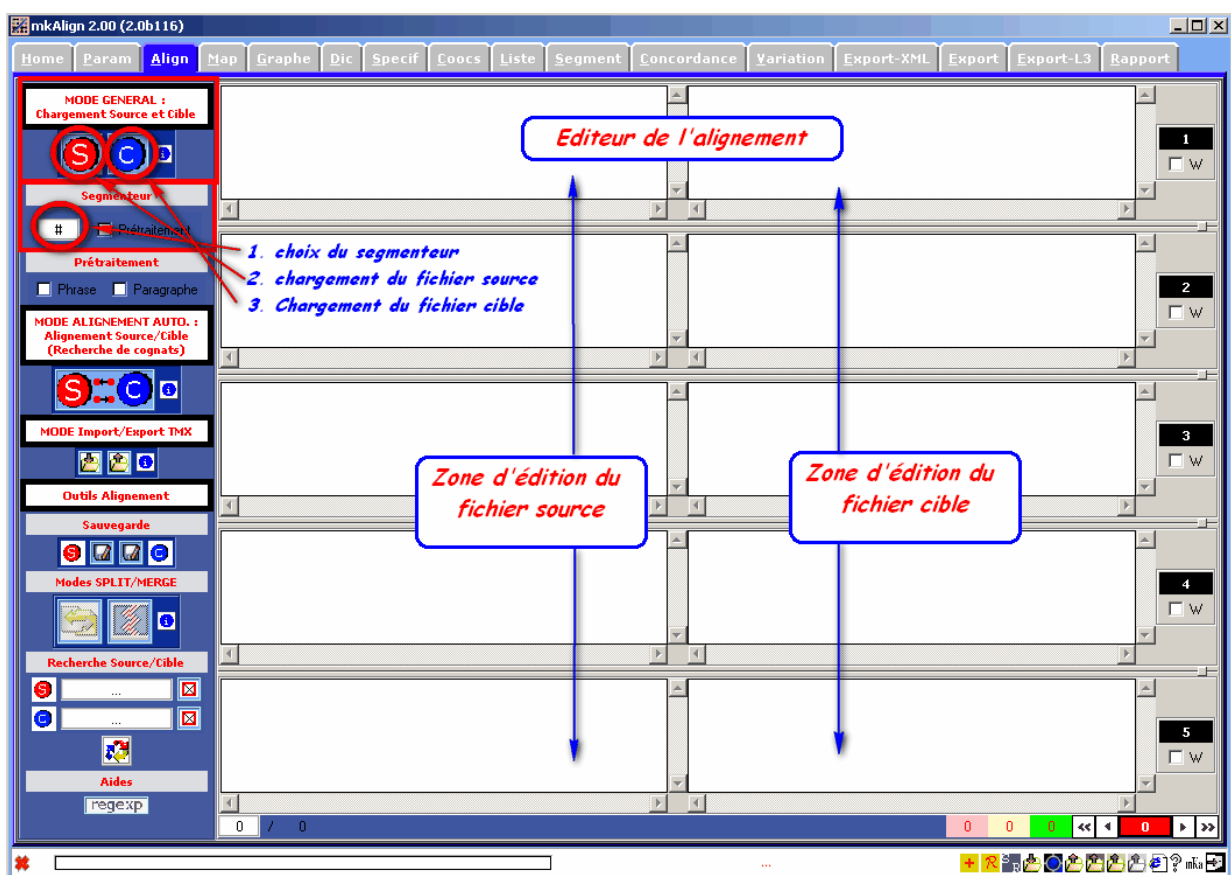 mkAlign 2.00 (2.0b116)
Home Param Align Map Graphe Dic Specif Coocs Liste Segment Concordance Variation Export-XML Export Export-L3 Rapport
MODE GENERAL :
Chargement Source et Cible
S C i
Segmenteur
# Prétraitement
Prétraitement
Phrase Paragraphe
MODE ALIGNEMENT AUTO. :
Alignement Source/Cible
(Recherche de cognats)
S C i
MODE Import/Export TMX
i
Outils Alignement
Sauvegarde
S C
Modes SPLIT/MERGE
i
Recherche Source/Cible
S ...
C ...
Aides
regexp
Editeur de l'alignement
1. choix du segmenteur
2. chargement du fichier source
3. Chargement du fichier cible
Zone d'édition du
fichier source
Zone d'édition du
fichier cible
1
W
2
W
3
W
4
W
5
W
0 / 0
0 0 0 << 0 >>
...
+ R S R ? mKa